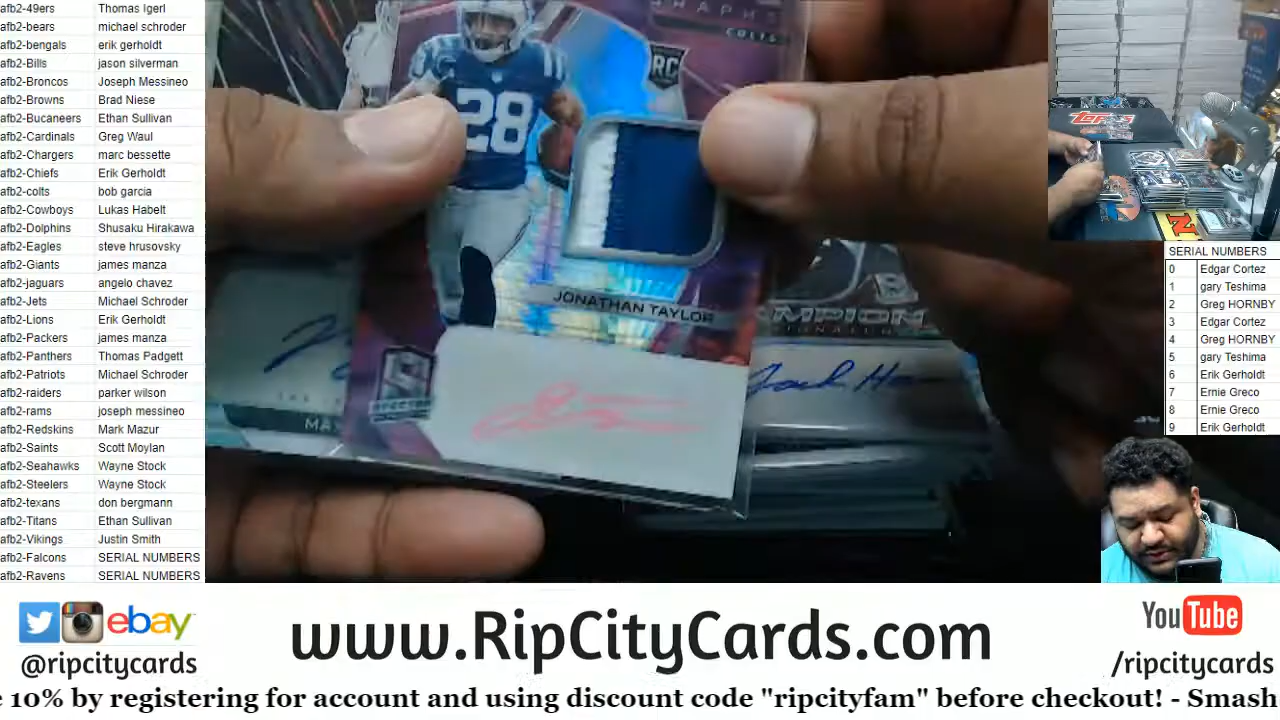 afb2-49ers Thomas Igerl
afb2-bears michael schroder
afb2-bengals erik gerholdt
afb2-Bills jason silverman
afb2-Broncos Joseph Messineo
afb2-Browns Brad Niese
afb2-Bucaneers Ethan Sullivan
afb2-Cardinals Greg Waul
afb2-Chargers marc bessette
afb2-Chiefs Erik Gerholdt
afb2-colts bob garcia
afb2-Cowboys Lukas Habelt
afb2-Dolphins Shusaku Hirakawa
afb2-Eagles steve hrusovsky
afb2-Giants james manza
afb2-jaguars angelo chavez
afb2-Jets Michael Schroder
afb2-Lions Erik Gerholdt
afb2-Packers james manza
afb2-Panthers Thomas Padgett
afb2-Patriots Michael Schroder
afb2-raiders parker wilson
afb2-rams joseph messineo
afb2-Redskins Mark Mazur
afb2-Saints Scott Moylan
afb2-Seahawks Wayne Stock
afb2-Steelers Wayne Stock
afb2-texans don bergmann
afb2-Titans Ethan Sullivan
afb2-Vikings Justin Smith
afb2-Falcons SERIAL NUMBERS
afb2-Ravens SERIAL NUMBERS
COLTS
RC
28
JONATHAN TAYLOR
SPECTRA
topps
SERIAL NUMBERS
0 Edgar Cortez
1 gary Teshima
2 Greg HORNBY
3 Edgar Cortez
4 Greg HORNBY
5 gary Teshima
6 Erik Gerholdt
7 Ernie Greco
8 Ernie Greco
9 Erik Gerholdt
ebay
@ripcitycards
www.RipCityCards.com
YouTube
/ripcitycards
10% by registering for account and using discount code "ripcityfam" before checkout! - Smash